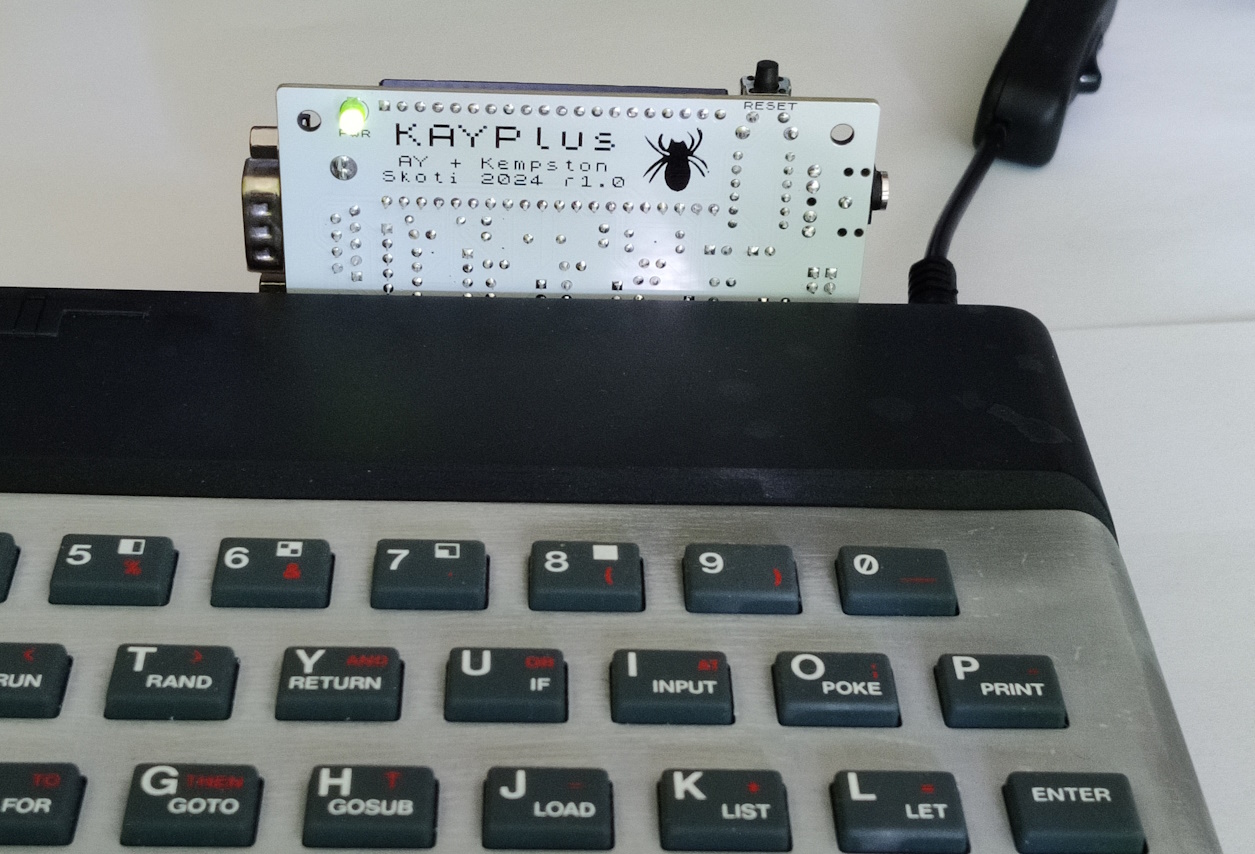 RESET
PWR
KAYPlus
AY + Kempston
Skoti 2024 r1.0
5 %
6 &
7 '
8 (
9 )
0 _
< RUN
T > RAND
Y AND RETURN
U OR IF
I AT INPUT
O ; POKE
P " PRINT
TO FOR
G THEN GOTO
H ↑ GOSUB
J - LOAD
K + LIST
L = LET
ENTER